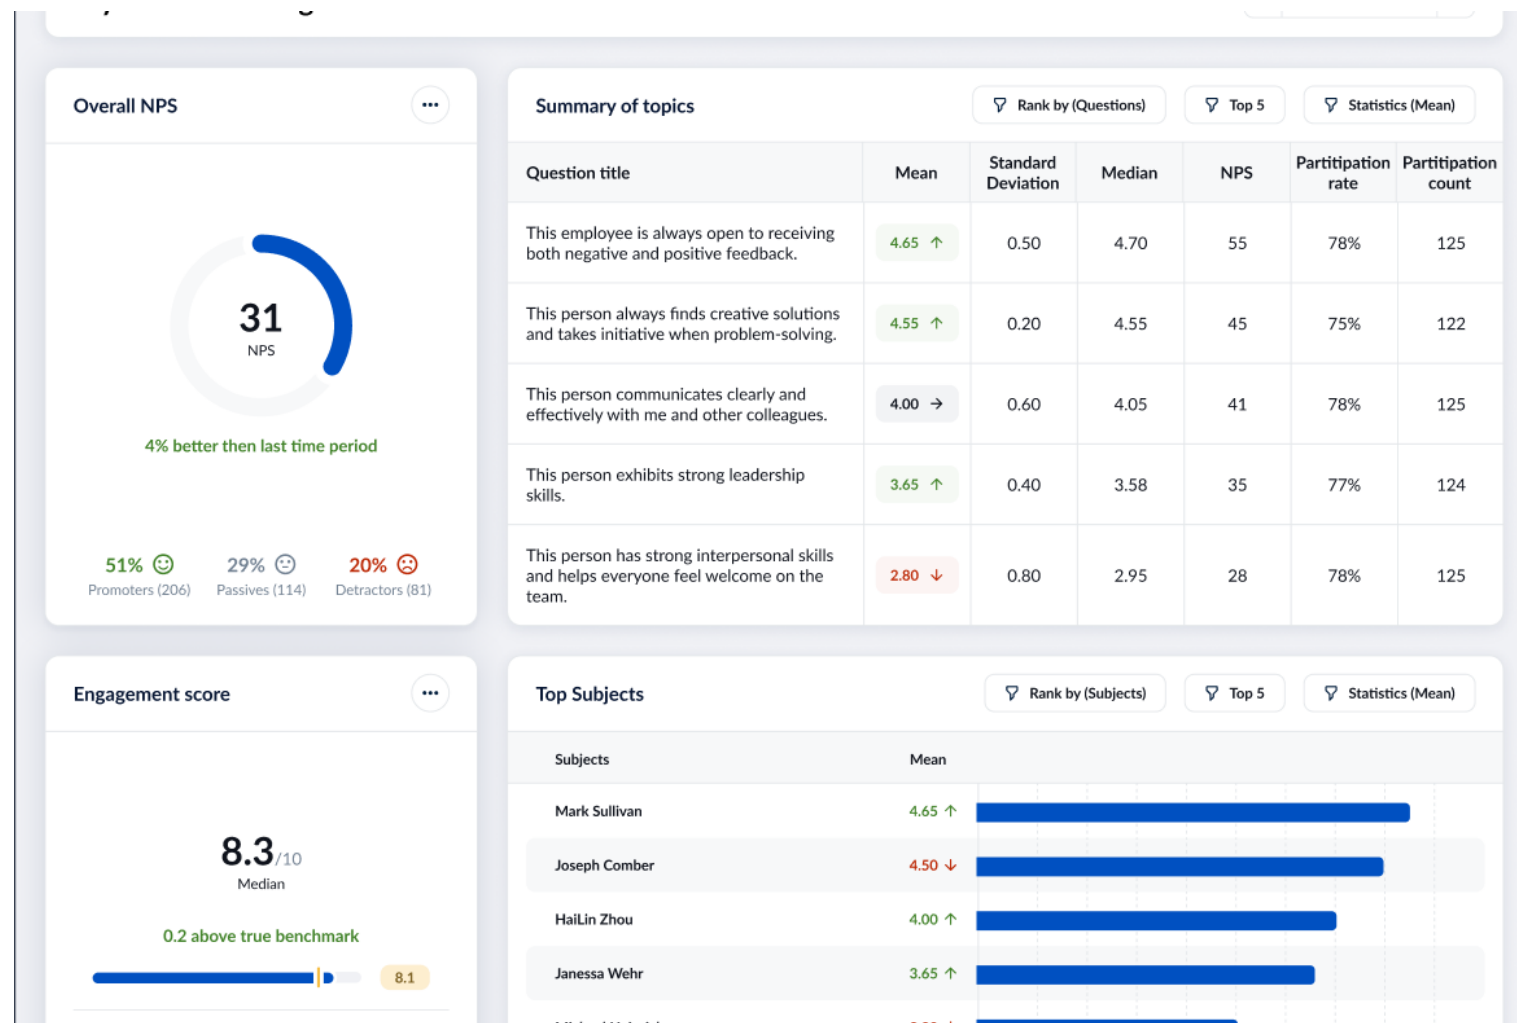 Overall NPS
31
NPS
4% better then last time period
51%
29%
20%
Promoters (206)
Passives (114)
Detractors (81)
Summary of topics
Rank by (Questions)
Top 5
Statistics (Mean)
Question title
Mean
Standard
Deviation
Median
NPS
Partitipation
rate
Partitipation
count
This employee is always open to receiving
both negative and positive feedback.
4.65 ↑
0.50
4.70
55
78%
125
This person always finds creative solutions
and takes initiative when problem-solving.
4.55 ↑
0.20
4.55
45
75%
122
This person communicates clearly and
effectively with me and other colleagues.
4.00 →
0.60
4.05
41
78%
125
This person exhibits strong leadership
skills.
3.65 ↑
0.40
3.58
35
77%
124
This person has strong interpersonal skills
and helps everyone feel welcome on the
team.
2.80 ↓
0.80
2.95
28
78%
125
Engagement score
8.3/10
Median
0.2 above true benchmark
8.1
Top Subjects
Rank by (Subjects)
Top 5
Statistics (Mean)
Subjects
Mean
Mark Sullivan
4.65 ↑
Joseph Comber
4.50 ↓
HaiLin Zhou
4.00 ↑
Janessa Wehr
3.65 ↑